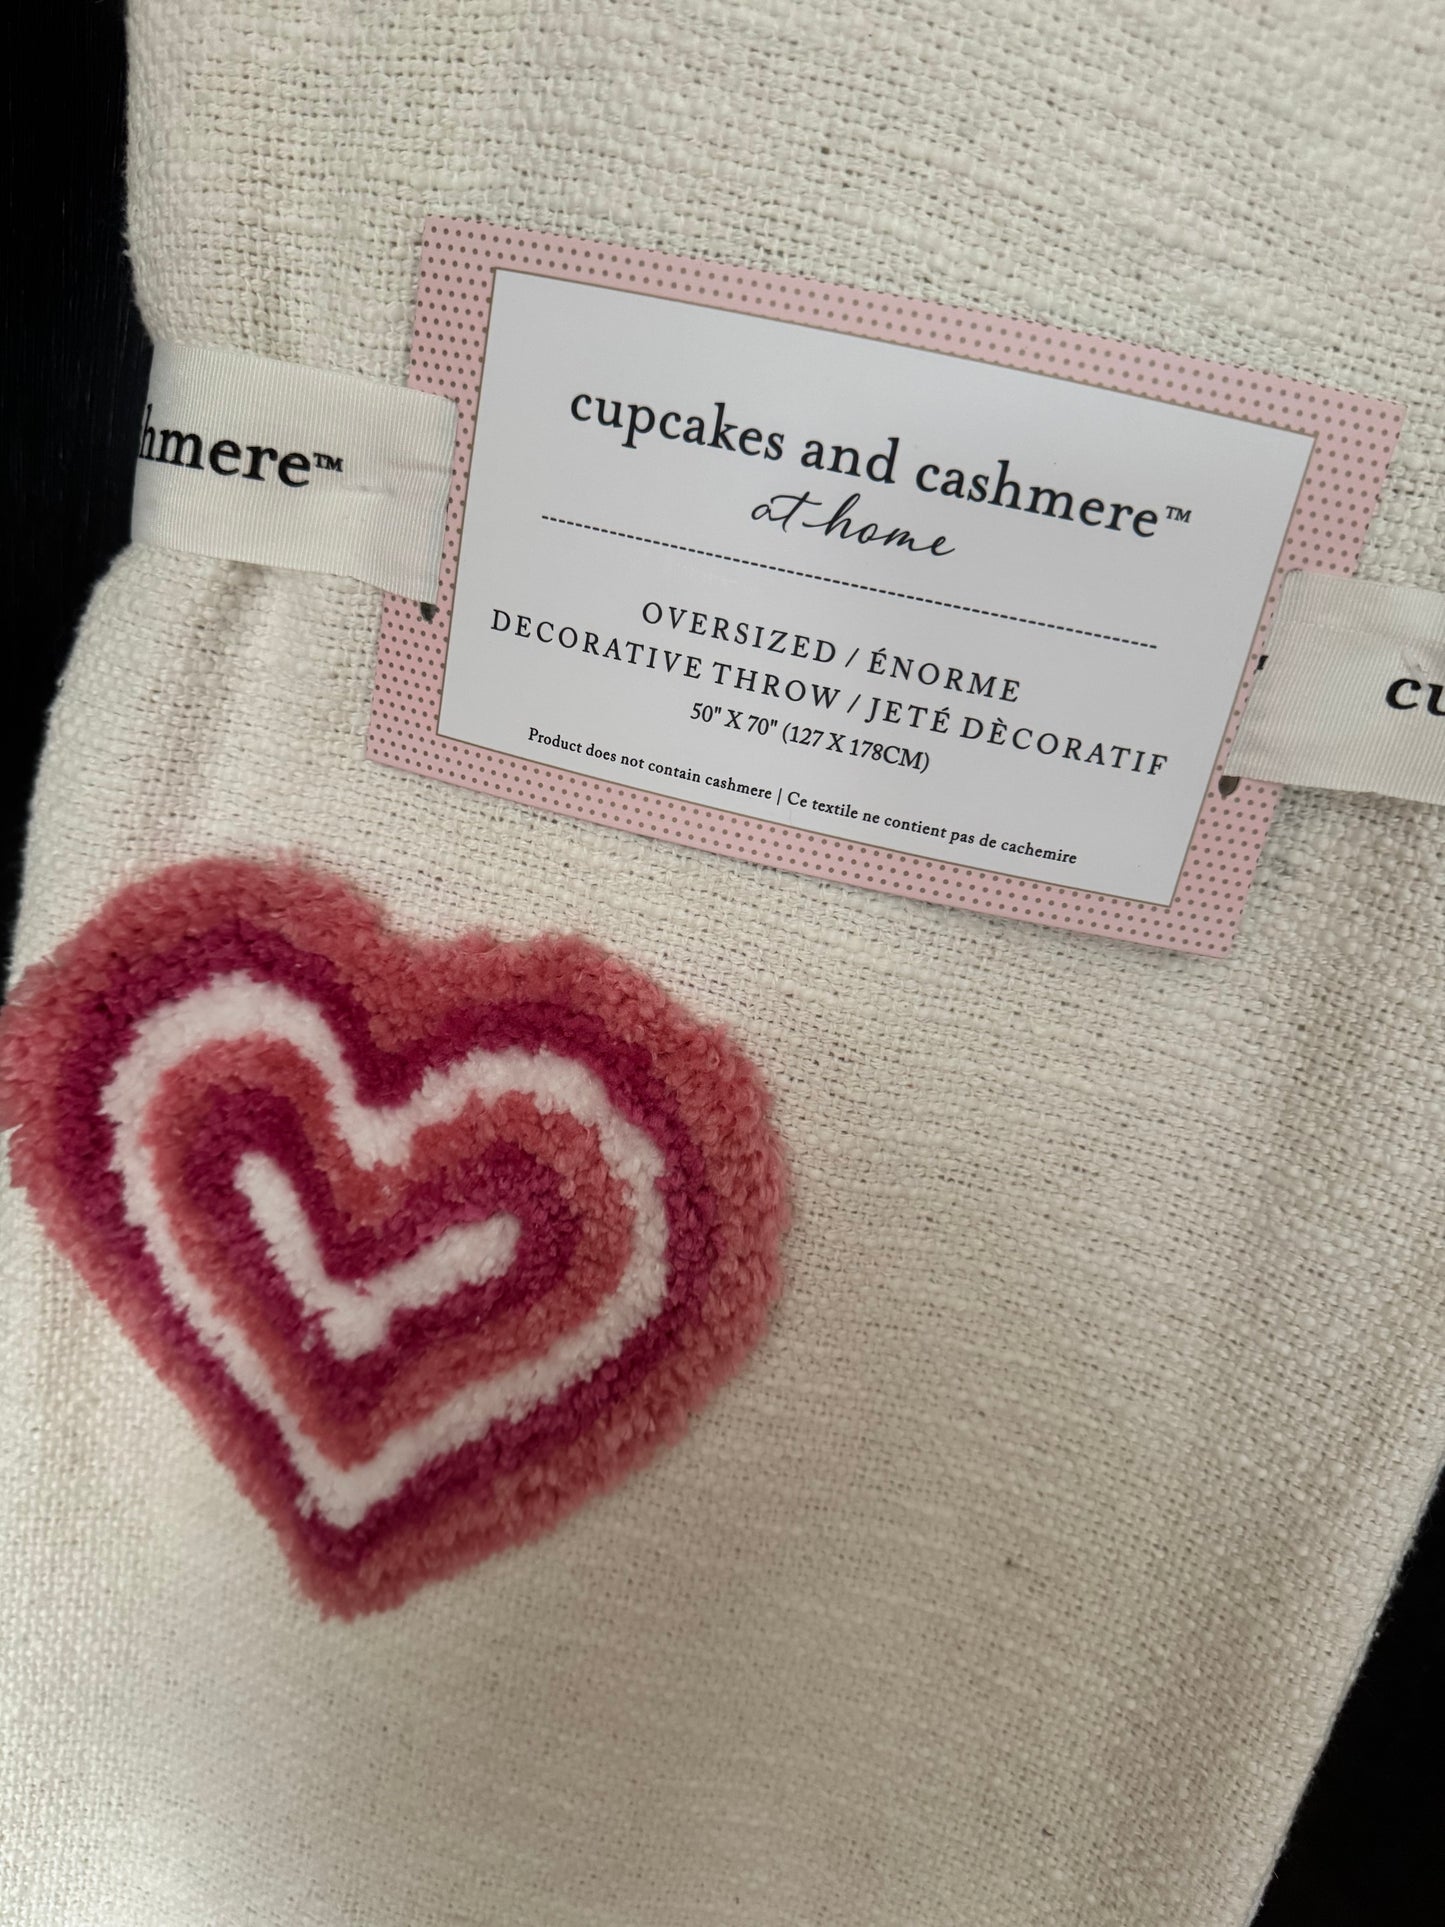 cupcakes and cashmere™
at home
OVERSIZED / ÉNORME
DECORATIVE THROW / JETÉ DÈCORATIF
50" X 70" (127 X 178CM)
Product does not contain cashmere | Ce textile ne contient pas de cachemire
hmere™
cu